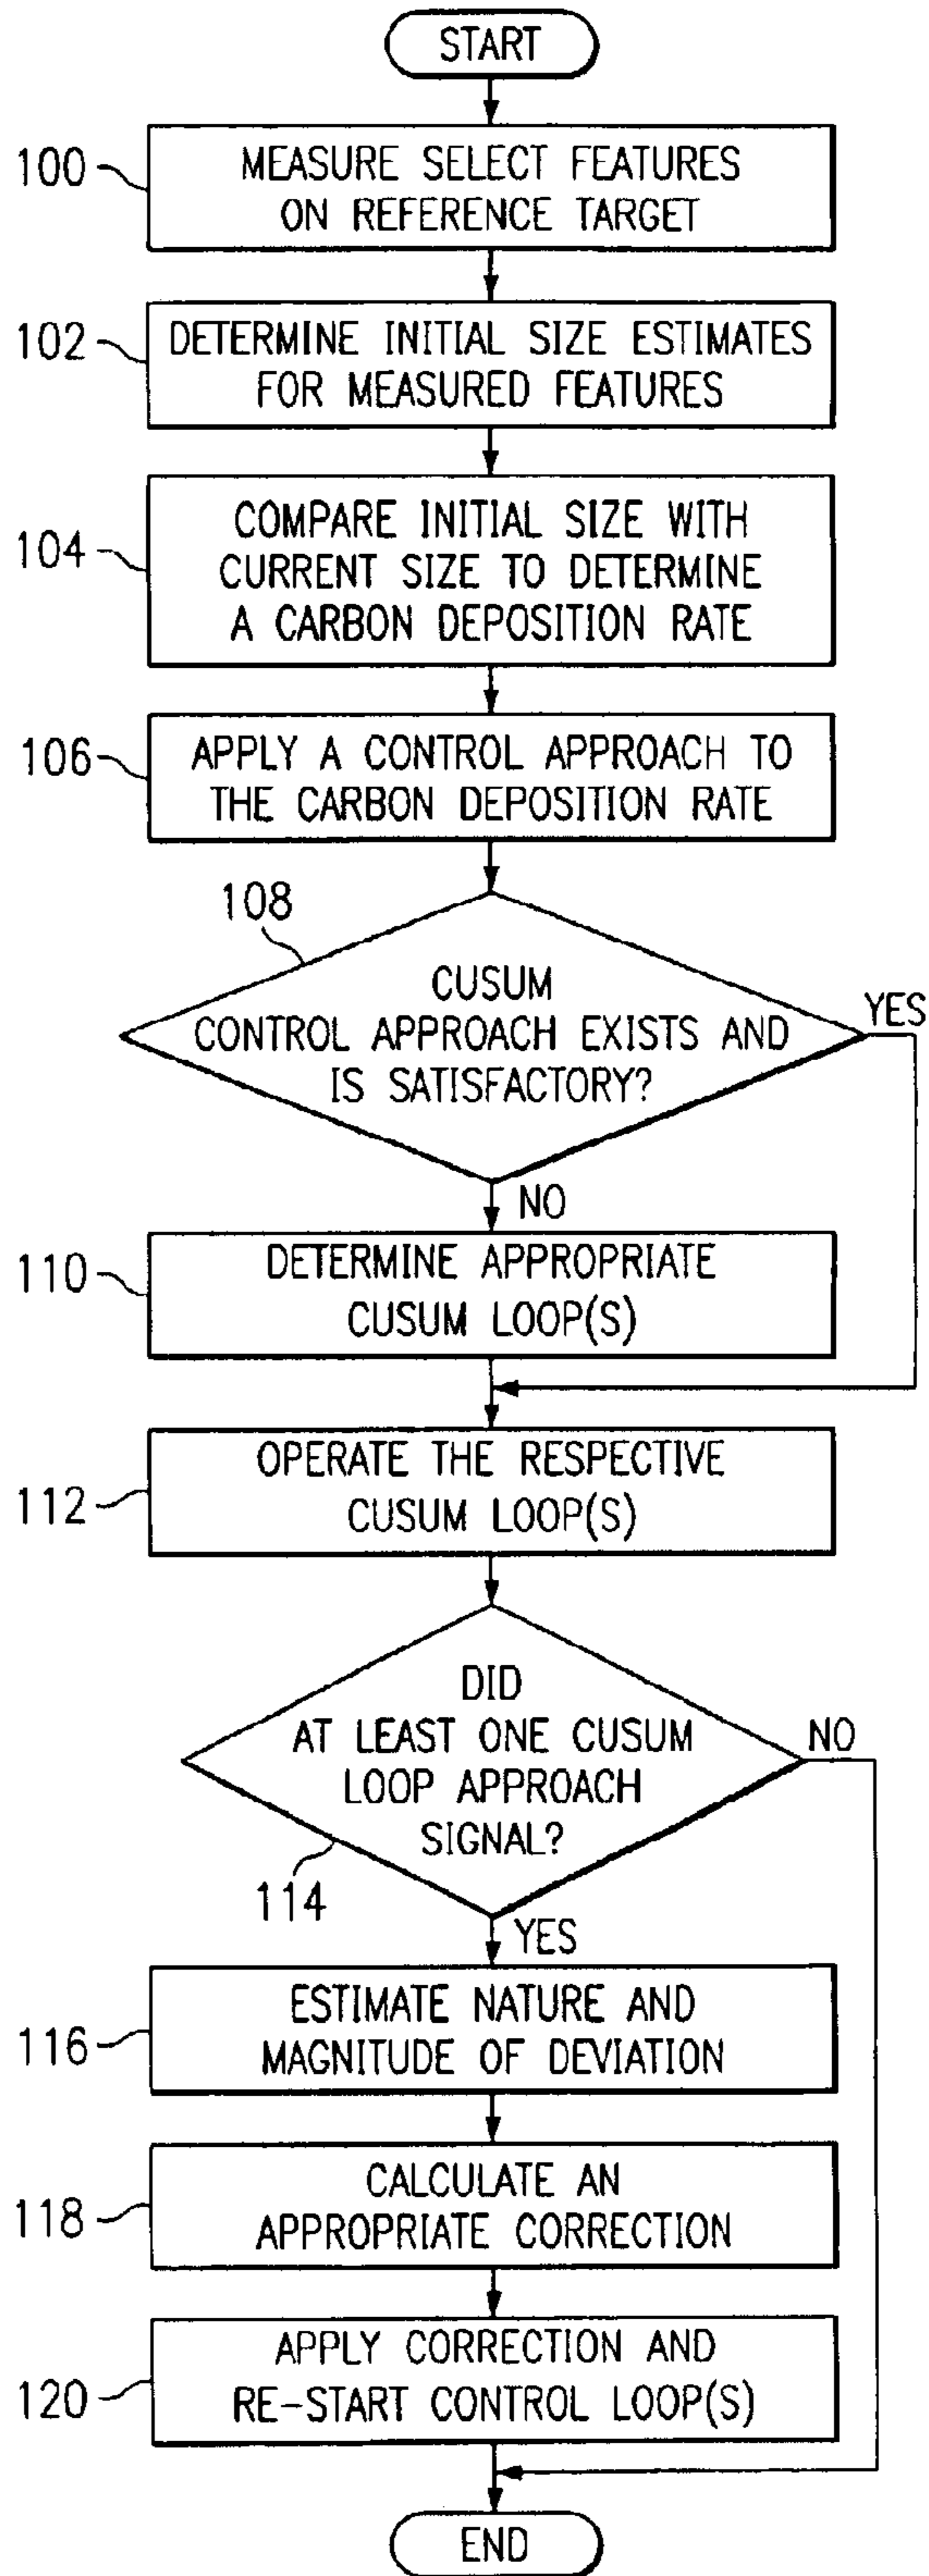 START
100
MEASURE SELECT FEATURES
ON REFERENCE TARGET
102
DETERMINE INITIAL SIZE ESTIMATES
FOR MEASURED FEATURES
104
COMPARE INITIAL SIZE WITH
CURRENT SIZE TO DETERMINE
A CARBON DEPOSITION RATE
106
APPLY A CONTROL APPROACH TO
THE CARBON DEPOSITION RATE
108
CUSUM
CONTROL APPROACH EXISTS AND
IS SATISFACTORY?
YES
NO
110
DETERMINE APPROPRIATE
CUSUM LOOP(S)
112
OPERATE THE RESPECTIVE
CUSUM LOOP(S)
DID
AT LEAST ONE CUSUM
LOOP APPROACH
SIGNAL?
NO
114
YES
116
ESTIMATE NATURE AND
MAGNITUDE OF DEVIATION
118
CALCULATE AN
APPROPRIATE CORRECTION
120
APPLY CORRECTION AND
RE-START CONTROL LOOP(S)
END